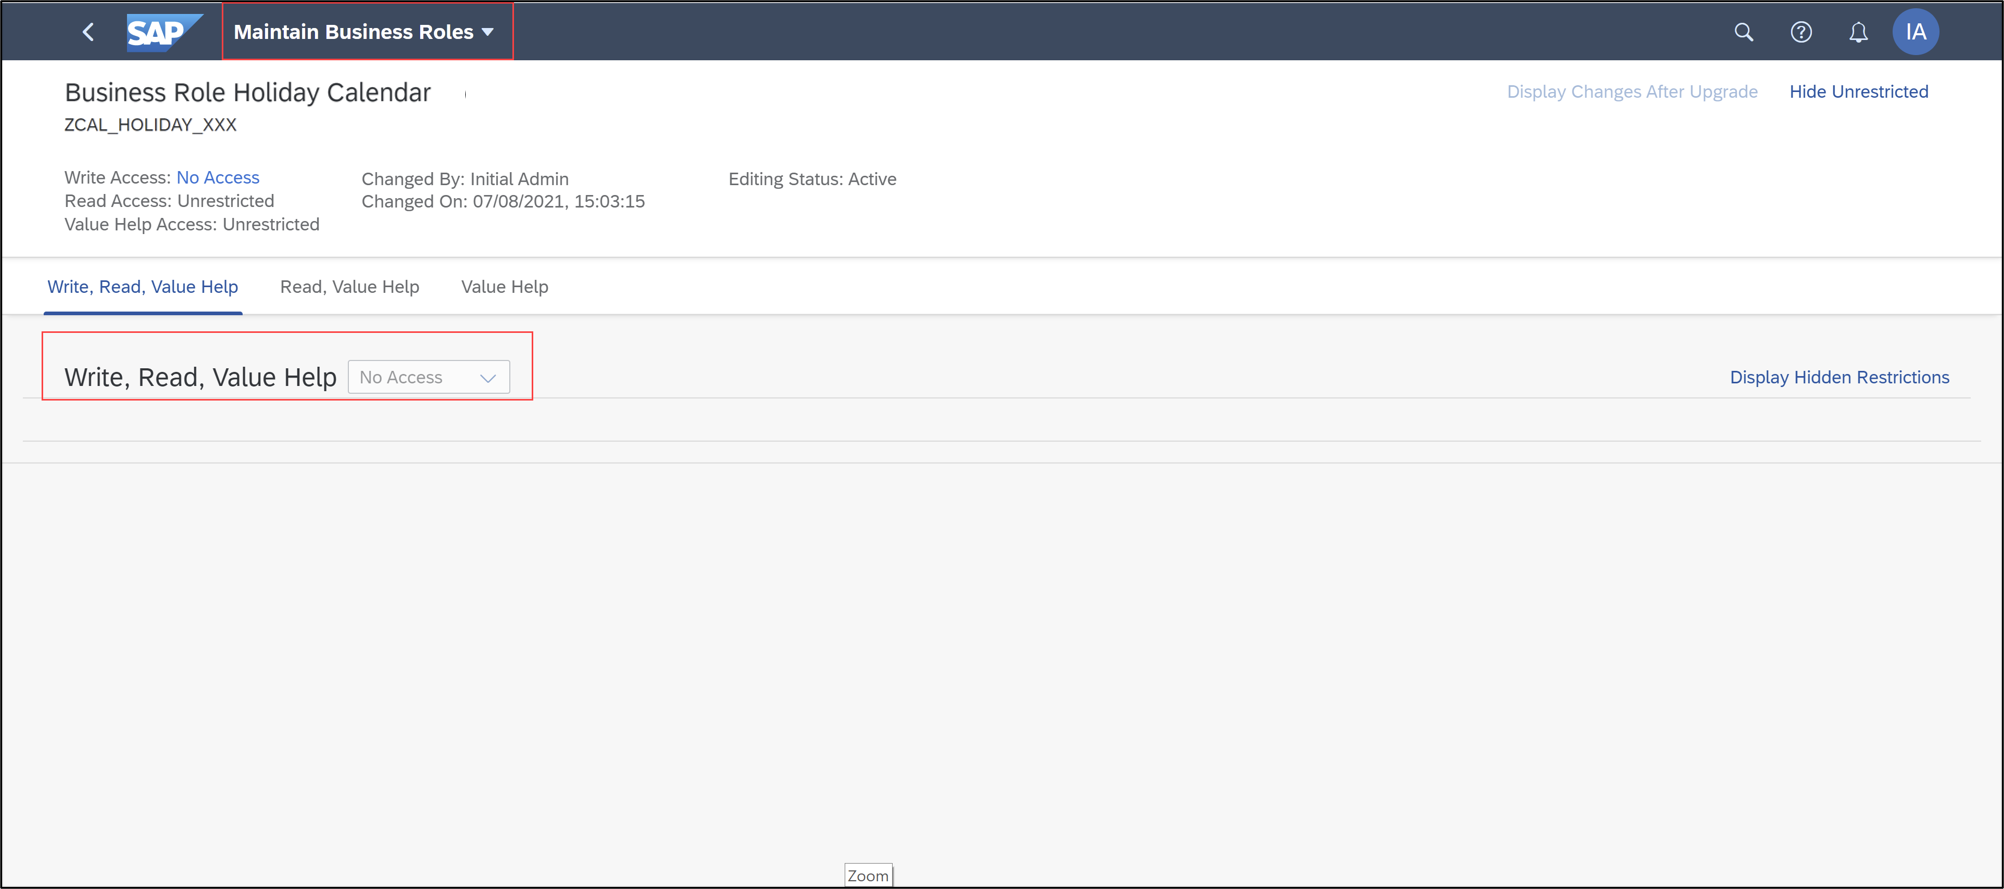 SAP Maintain Business Roles
IA
Business Role Holiday Calendar
Display Changes After Upgrade Hide Unrestricted
ZCAL_HOLIDAY_XXX
Write Access: No Access
Read Access: Unrestricted
Value Help Access: Unrestricted
Changed By: Initial Admin
Changed On: 07/08/2021, 15:03:15
Editing Status: Active
Write, Read, Value Help Read, Value Help Value Help
Write, Read, Value Help No Access
Display Hidden Restrictions
Zoom